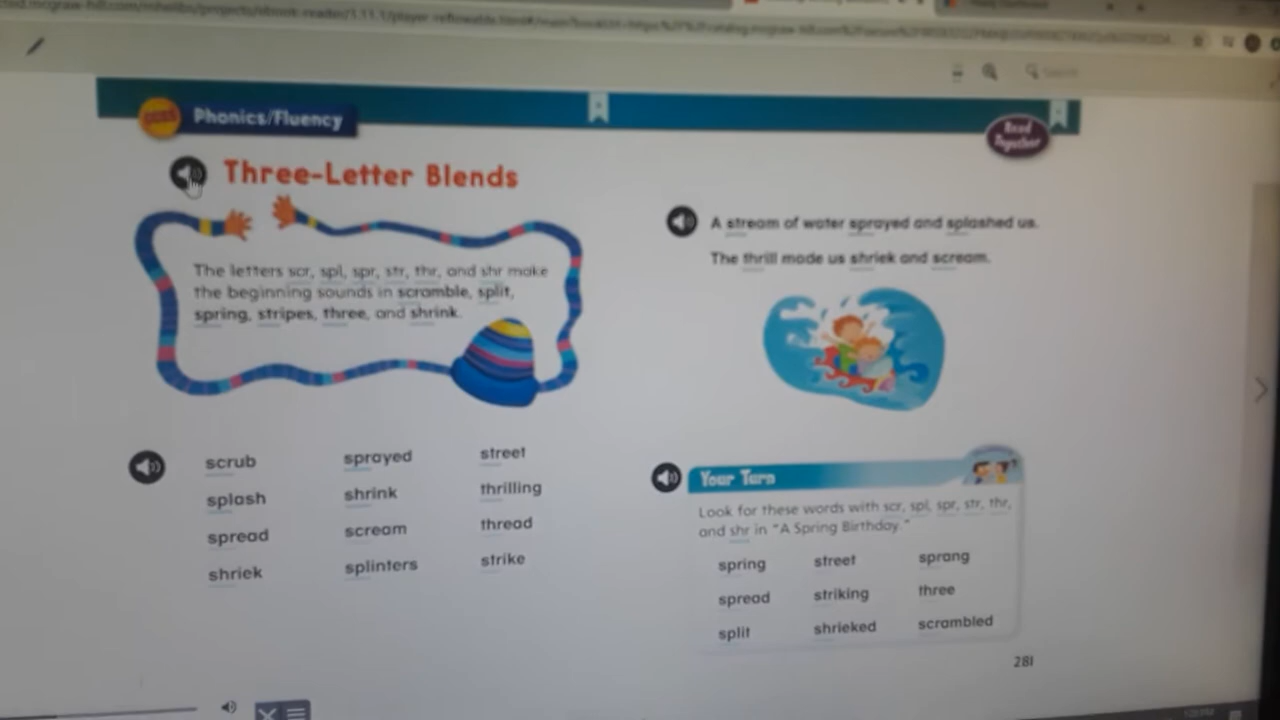 Phonics/Fluency
Read
Together
Three-Letter Blends
The letters scr, spl, spr, str, thr, and shr make
the beginning sounds in scramble, split,
spring, stripes, three, and shrink.
A stream of water sprayed and splashed us.
The thrill made us shriek and scream.
scrub sprayed street
splash shrink thrilling
spread scream thread
shriek splinters strike
Your Turn
Look for these words with scr, spl, spr, str, thr,
and shr in "A Spring Birthday."
spring street sprang
spread striking three
split shrieked scrambled
281